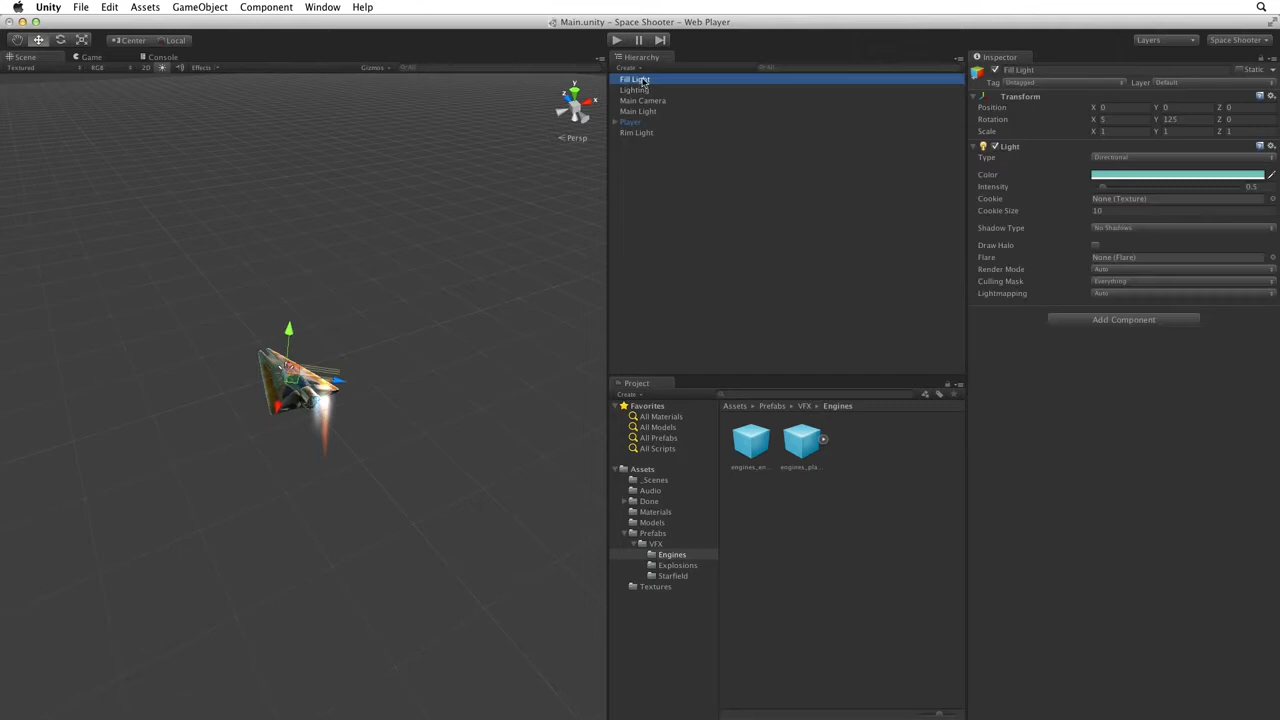 Unity File Edit Assets GameObject Component Window Help
Main.unity – Space Shooter – Web Player
Center Local Layers Space Shooter
Scene Game Console
Textured RGB 2D Effects Gizmos All
y
x
z
Persp
Hierarchy
Create All
Fill Light
Lighting
Main Camera
Main Light
Player
Rim Light
Inspector
Fill Light Static
Tag Untagged Layer Default
Transform
Position X 0 Y 0 Z 0
Rotation X 5 Y 125 Z 0
Scale X 1 Y 1 Z 1
Light
Type Directional
Color
Intensity 0.5
Cookie None (Texture)
Cookie Size 10
Shadow Type No Shadows
Draw Halo
Flare None (Flare)
Render Mode Auto
Culling Mask Everything
Lightmapping Auto
Add Component
Project
Create
Favorites
All Materials
All Models
All Prefabs
All Scripts
Assets
_Scenes
Audio
Done
Materials
Models
Prefabs
VFX
Engines
Explosions
Starfield
Textures
Assets Prefabs VFX Engines
engines_en... engines_pla...